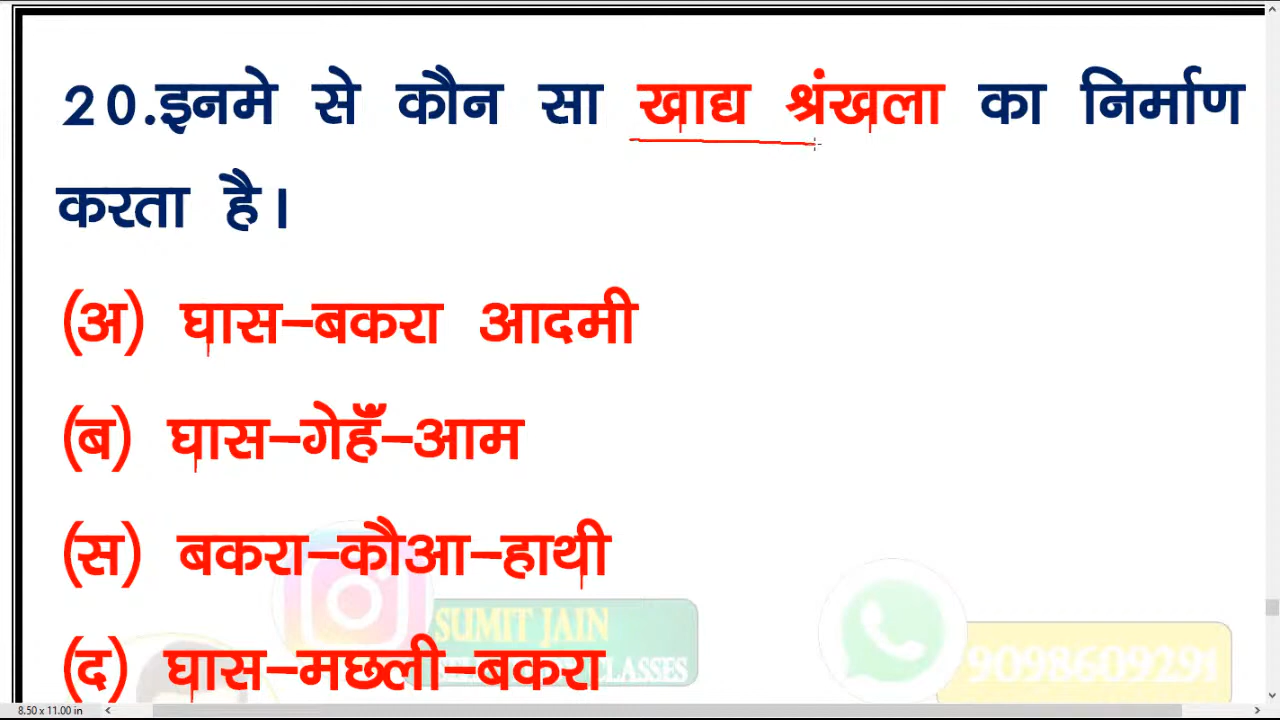 20.इनमे से कौन सा खाद्य श्रंखला का निर्माण
करता है।
(अ) घास-बकरा आदमी
(ब) घास-गेहूँ-आम
(स) बकरा-कौआ-हाथी
SUMIT JAIN
CLASSES
(द) घास-मछली-बकरा
9098609291
8.50 x 11.00 in